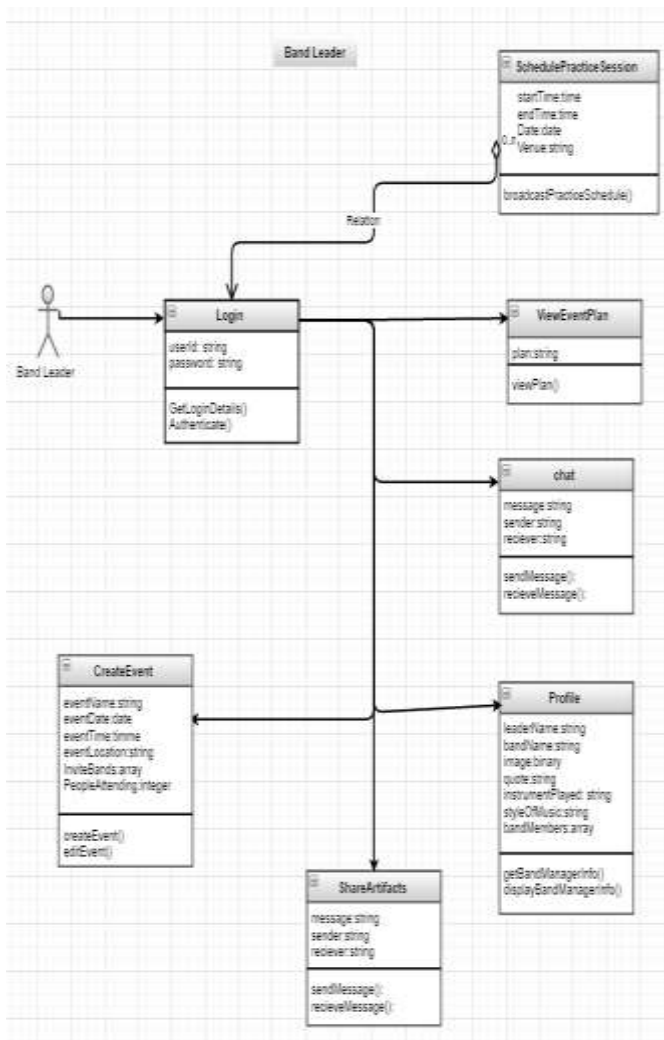 Band Leader
SchedulePracticeSession
startTime:time
endTime:time
Date:date
Venue:string
0..n
broadcastPracticeSchedule()
Relation
Band Leader
Login
userId: string
password: string
GetLoginDetails()
Authenticate()
ViewEventPlan
plan:string
viewPlan()
chat
message:string
sender:string
reciever:string
sendMessage():
recieveMessage():
CreateEvent
eventName:string
eventDate:date
eventTime:timme
eventLocation:string
InviteBands:array
PeopleAttending:integer
createEvent()
editEvent()
Profile
leaderName:string
bandName:string
image:binary
quote:string
instrumentPlayed: string
styleOfMusic:string
bandMembers:array
getBandManagerInfo()
displayBandManagerInfo()
ShareArtifacts
message:string
sender:string
reciever:string
sendMessage():
recieveMessage():